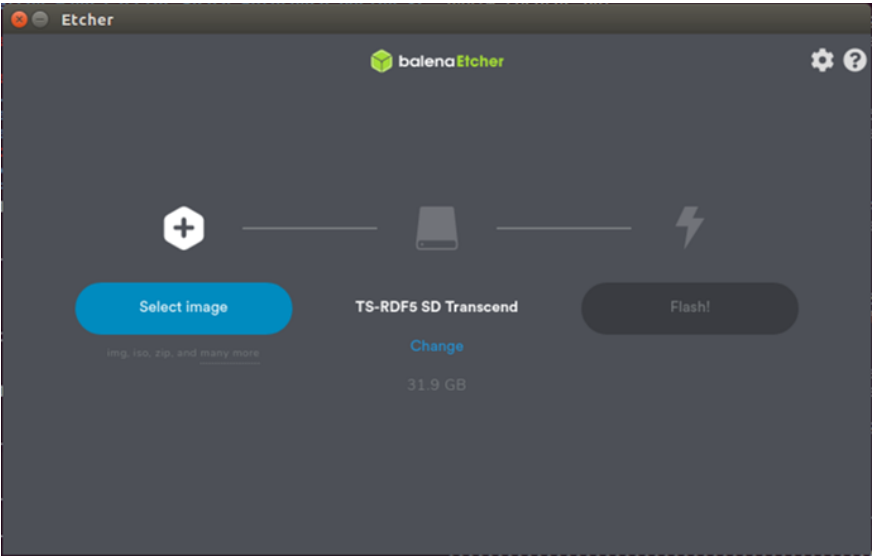 Etcher
balenaEtcher
Select image
TS-RDF5 SD Transcend
Flash!
img, iso, zip, and many more
Change
31.9 GB